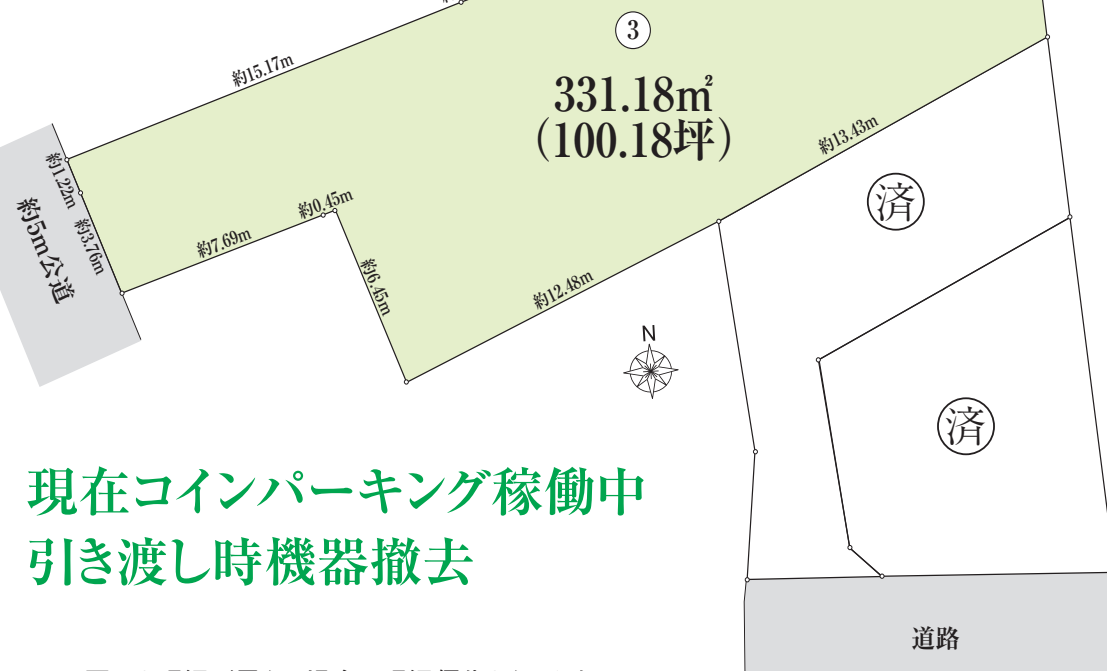 ③
331.18㎡
(100.18坪)
約15.17m
約13.43m
約1.22m
約3.76m
約5m公道
約0.45m
約7.69m
約6.45m
約12.48m
済
N
済
現在コインパーキング稼働中
引き渡し時機器撤去
道路